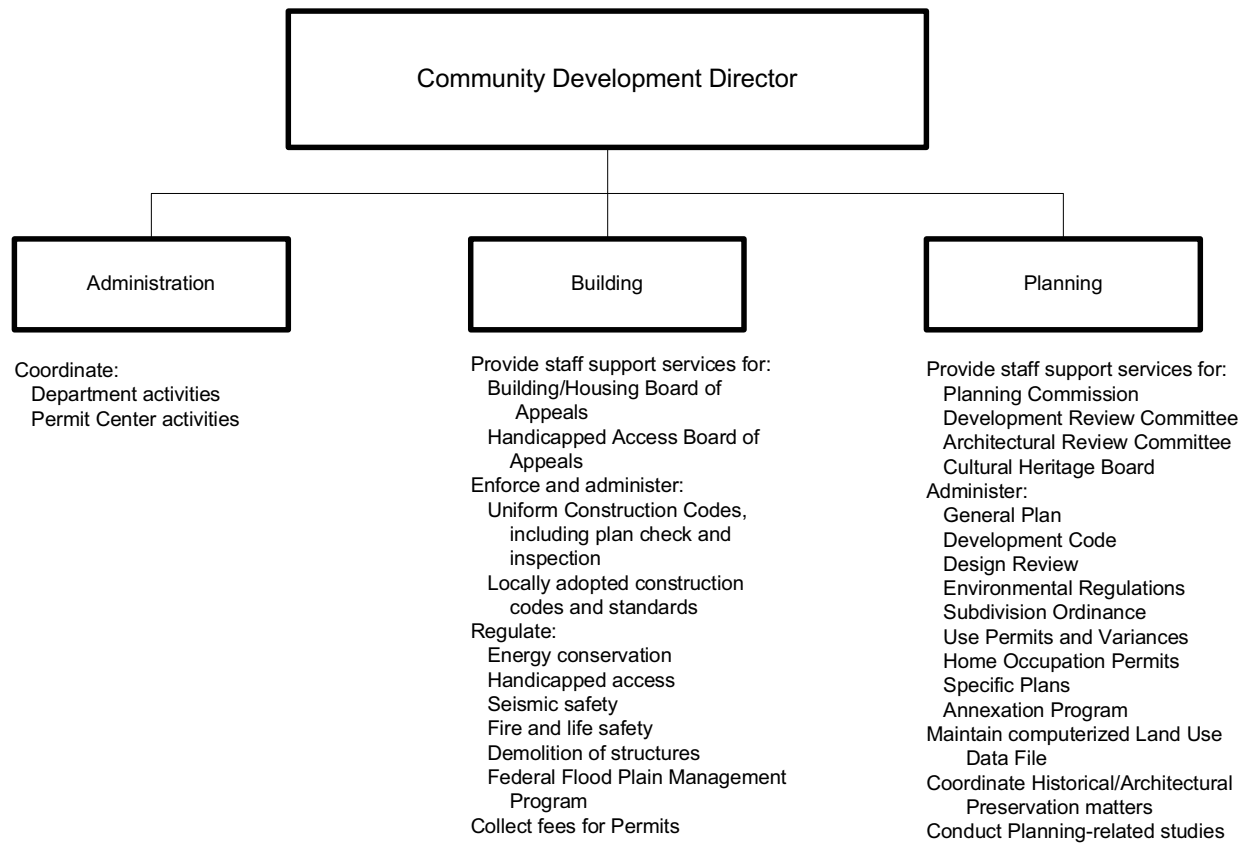 Community Development Director
Administration
Building
Planning
Coordinate:
Department activities
Permit Center activities
Provide staff support services for:
Building/Housing Board of
Appeals
Handicapped Access Board of
Appeals
Enforce and administer:
Uniform Construction Codes,
including plan check and
inspection
Locally adopted construction
codes and standards
Regulate:
Energy conservation
Handicapped access
Seismic safety
Fire and life safety
Demolition of structures
Federal Flood Plain Management
Program
Collect fees for Permits
Provide staff support services for:
Planning Commission
Development Review Committee
Architectural Review Committee
Cultural Heritage Board
Administer:
General Plan
Development Code
Design Review
Environmental Regulations
Subdivision Ordinance
Use Permits and Variances
Home Occupation Permits
Specific Plans
Annexation Program
Maintain computerized Land Use
Data File
Coordinate Historical/Architectural
Preservation matters
Conduct Planning-related studies